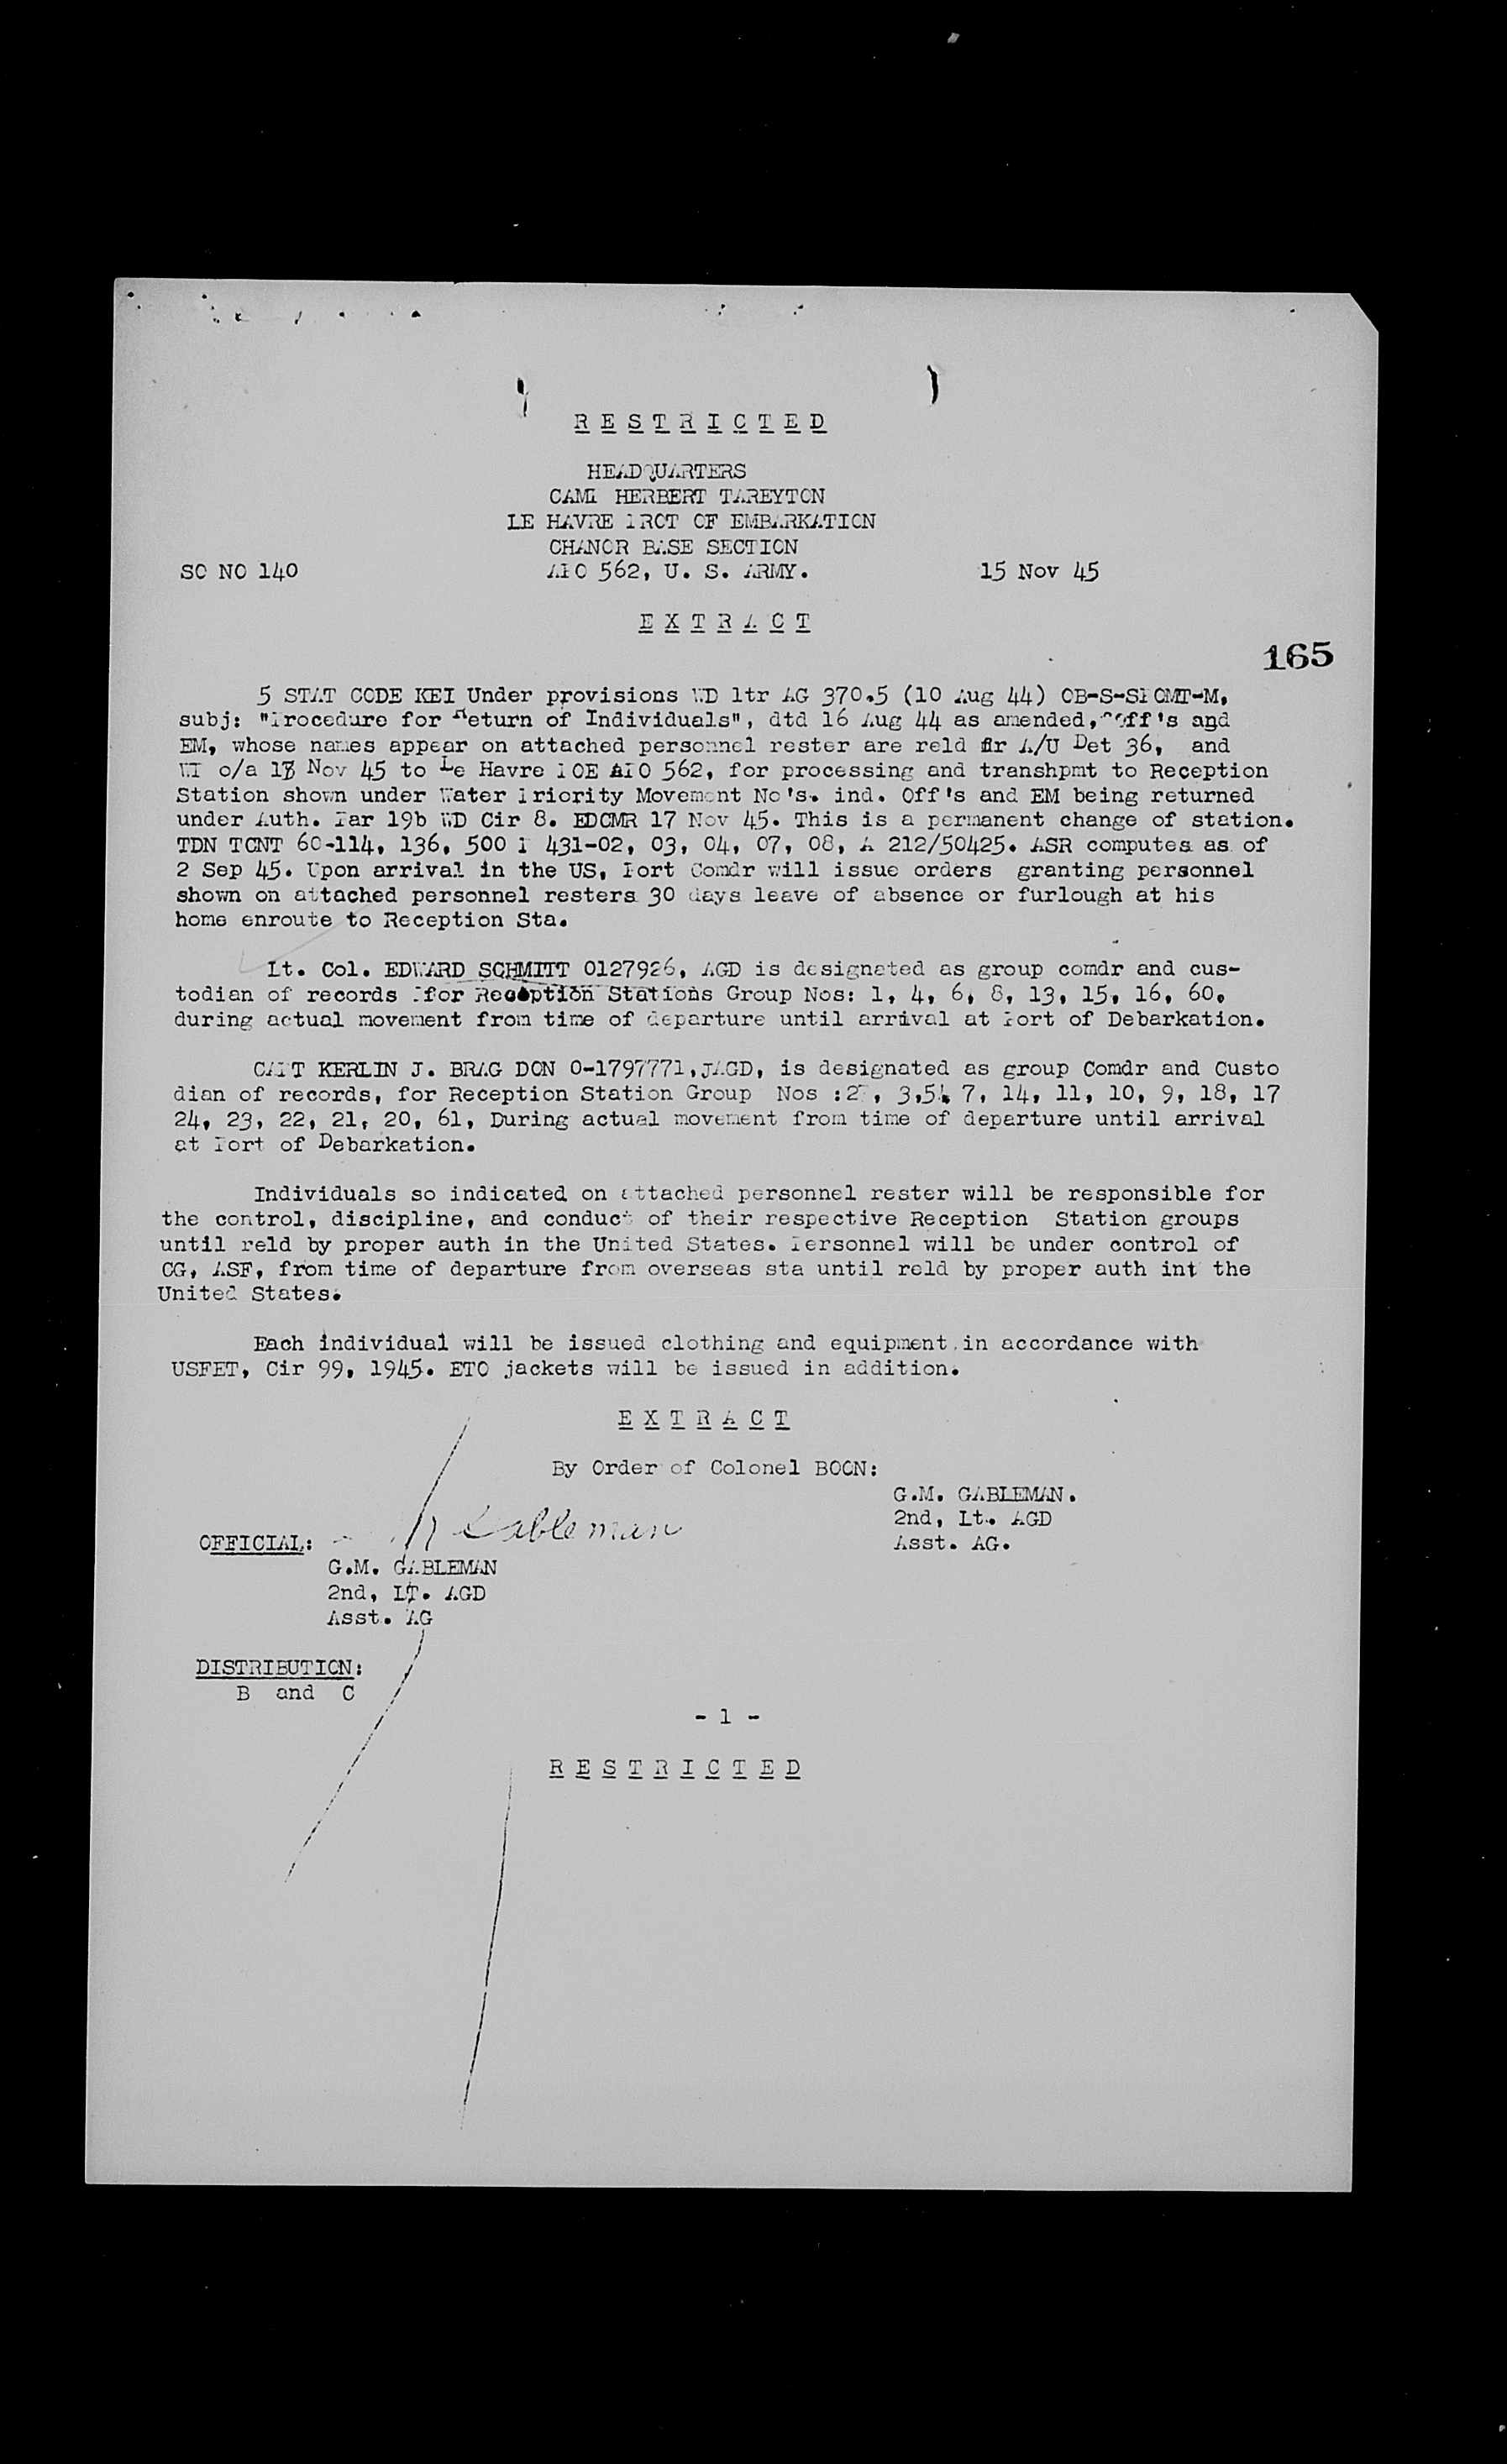 R E S T R I C T E D
HEADQUARTERS
CAMP HERBERT TAREYTON
LE HAVRE PROT OF EMBARKATION
CHANOR BASE SECTION
SO NO 140 APO 562, U. S. ARMY. 15 Nov 45
E X T R A C T
165
5 STAT CODE KEI Under provisions WD ltr AG 370.5 (10 Aug 44) OB-S-SPOMT-M,
subj: "Procedure for Return of Individuals", dtd 16 Aug 44 as amended, Off's and
EM, whose names appear on attached personnel rester are reld fr A/U Det 36, and
WP o/a 18 Nov 45 to Le Havre POE APO 562, for processing and transhpmt to Reception
Station shown under Water Priority Movement No's. ind. Off's and EM being returned
under Auth. Par 19b WD Cir 8. EDCMR 17 Nov 45. This is a permanent change of station.
TDN TCNT 60-114, 136, 500 P 431-02, 03, 04, 07, 08, A 212/50425. ASR computes as of
2 Sep 45. Upon arrival in the US, Port Comdr will issue orders granting personnel
shown on attached personnel resters 30 days leave of absence or furlough at his
home enroute to Reception Sta.
Lt. Col. EDWARD SCHMITT 0127926, AGD is designated as group comdr and cus-
todian of records for Reception Stations Group Nos: 1, 4, 6, 8, 13, 15, 16, 60,
during actual movement from time of departure until arrival at Port of Debarkation.
CAPT KERLIN J. BRAG DON 0-1797771, JAGD, is designated as group Comdr and Custo
dian of records, for Reception Station Group Nos :2 , 3,5, 7, 14, 11, 10, 9, 18, 17
24, 23, 22, 21, 20, 61, During actual movement from time of departure until arrival
at Port of Debarkation.
Individuals so indicated on attached personnel rester will be responsible for
the control, discipline, and conduct of their respective Reception Station groups
until reld by proper auth in the United States. Personnel will be under control of
CG, ASF, from time of departure from overseas sta until reld by proper auth int the
United States.
Each individual will be issued clothing and equipment in accordance with
USFET, Cir 99, 1945. ETO jackets will be issued in addition.
E X T R A C T
By Order of Colonel BOON:
G.M. GABLEMAN.
2nd, Lt. AGD
Asst. AG.
OFFICIAL: Gableman
G.M. GABLEMAN
2nd, LT. AGD
Asst. AG
DISTRIBUTION:
B and C
- 1 -
R E S T R I C T E D